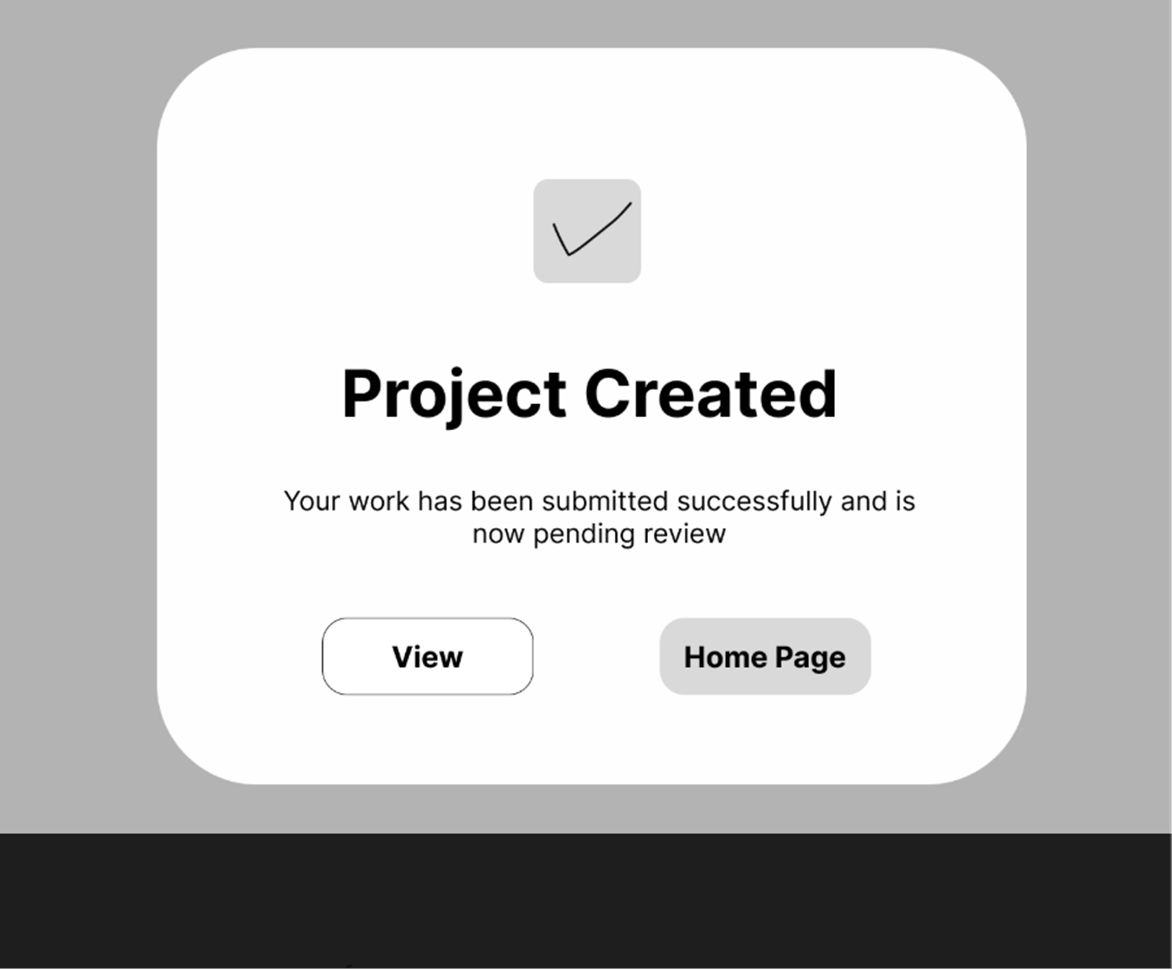 Project Created
Your work has been submitted successfully and is
now pending review
View
Home Page